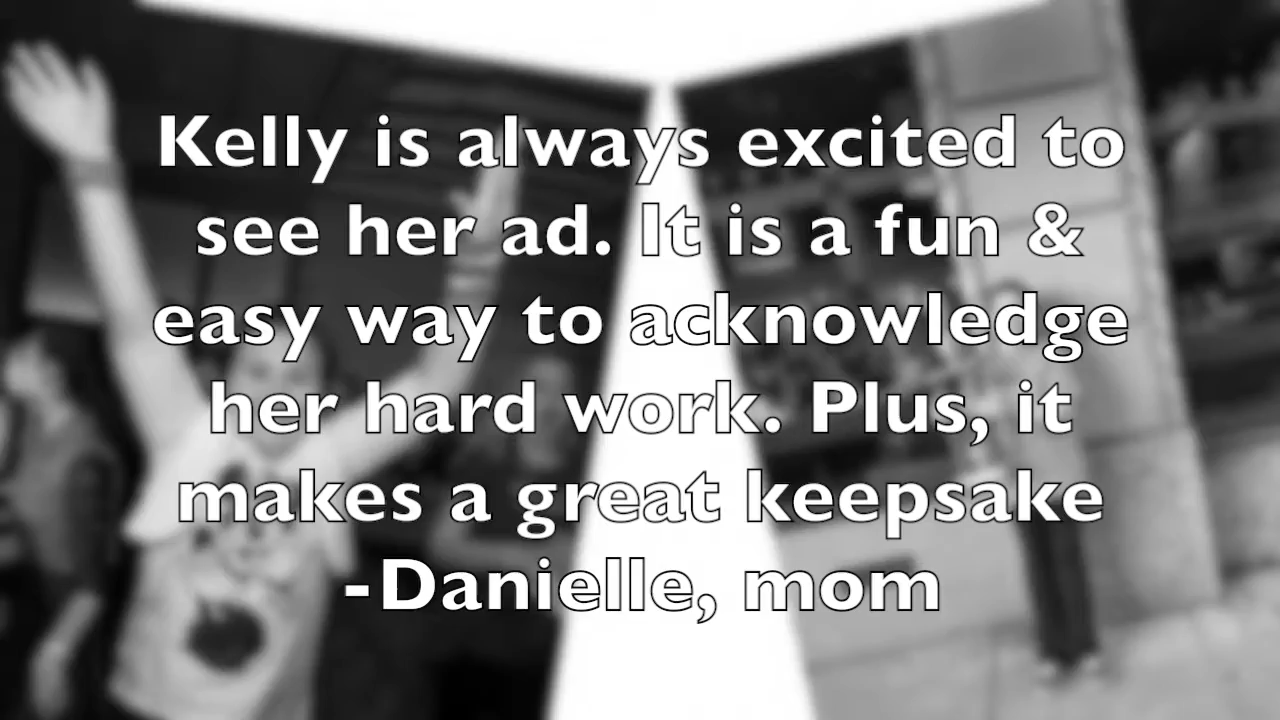 Kelly is always excited to
see her ad. It is a fun &
easy way to acknowledge
her hard work. Plus, it
makes a great keepsake
-Danielle, mom